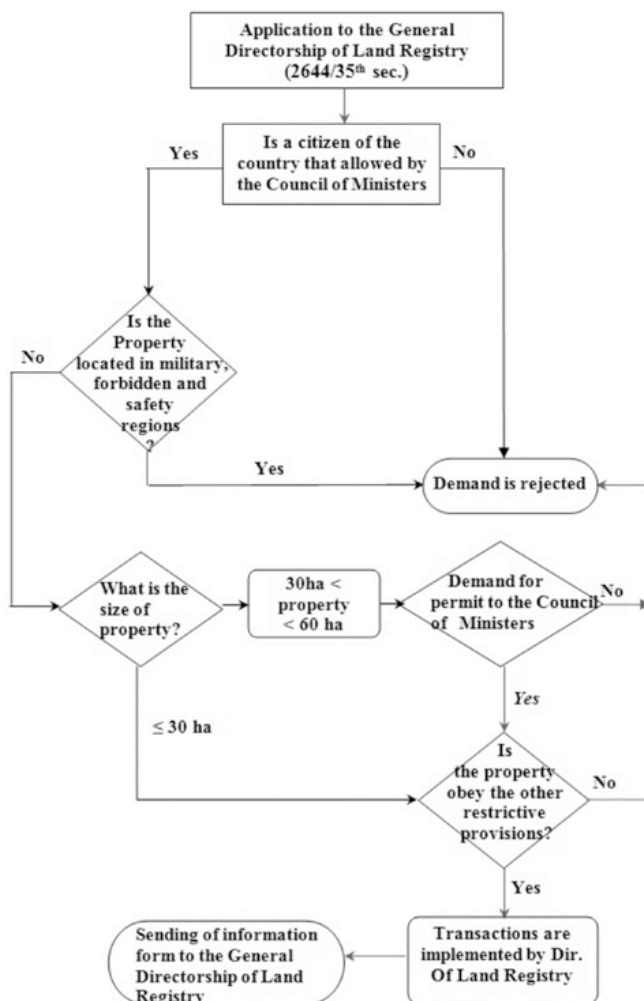 Application to the General
Directorship of Land Registry
(2644/35th sec.)
Yes
Is a citizen of the
country that allowed by
the Council of Ministers
No
Is the
Property
located in military,
forbidden and
safety
regions
?
No
Yes
Demand is rejected
What is the
size of
property?
30ha <
property
< 60 ha
Demand for
permit to the Council
of Ministers
No
Yes
≤ 30 ha
Is
the property
obey the other
restrictive
provisions?
No
Yes
Sending of information
form to the General
Directorship of Land
Registry
Transactions are
implemented by Dir.
Of Land Registry